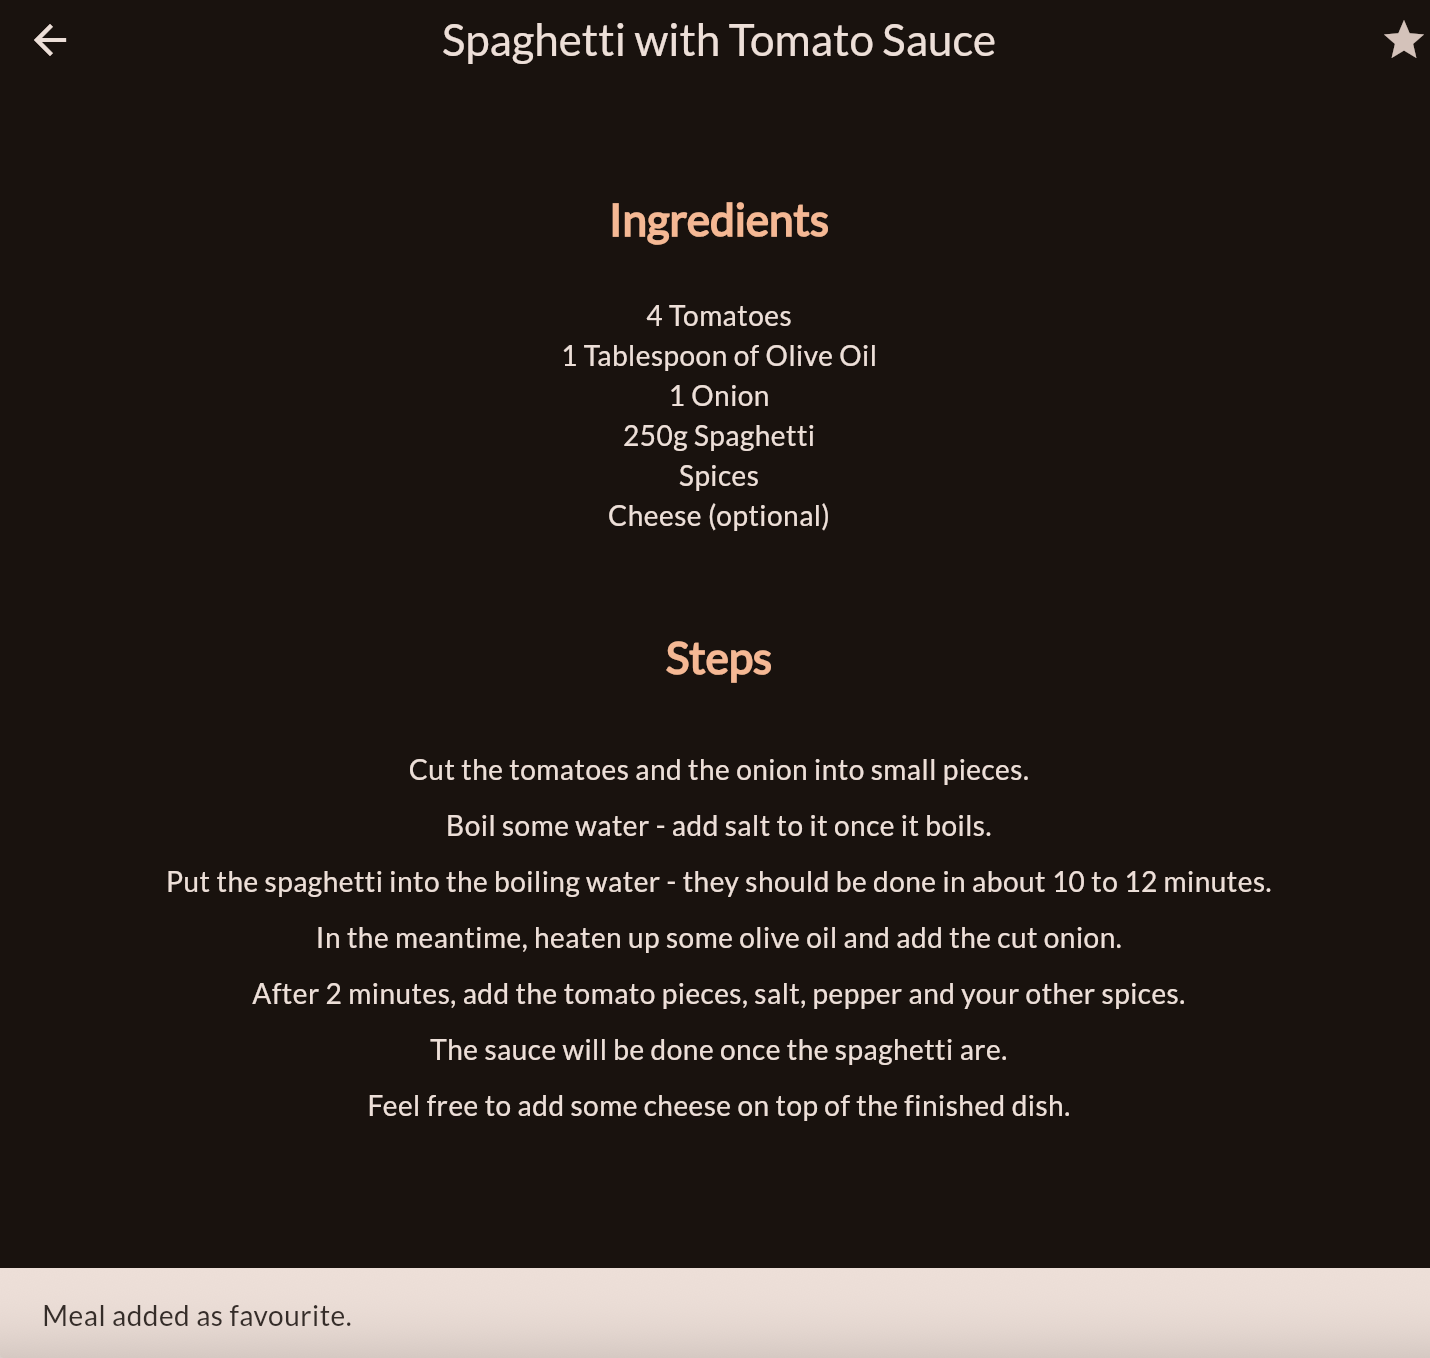 Spaghetti with Tomato Sauce
Ingredients
4 Tomatoes
1 Tablespoon of Olive Oil
1 Onion
250g Spaghetti
Spices
Cheese (optional)
Steps
Cut the tomatoes and the onion into small pieces.
Boil some water - add salt to it once it boils.
Put the spaghetti into the boiling water - they should be done in about 10 to 12 minutes.
In the meantime, heaten up some olive oil and add the cut onion.
After 2 minutes, add the tomato pieces, salt, pepper and your other spices.
The sauce will be done once the spaghetti are.
Feel free to add some cheese on top of the finished dish.
Meal added as favourite.